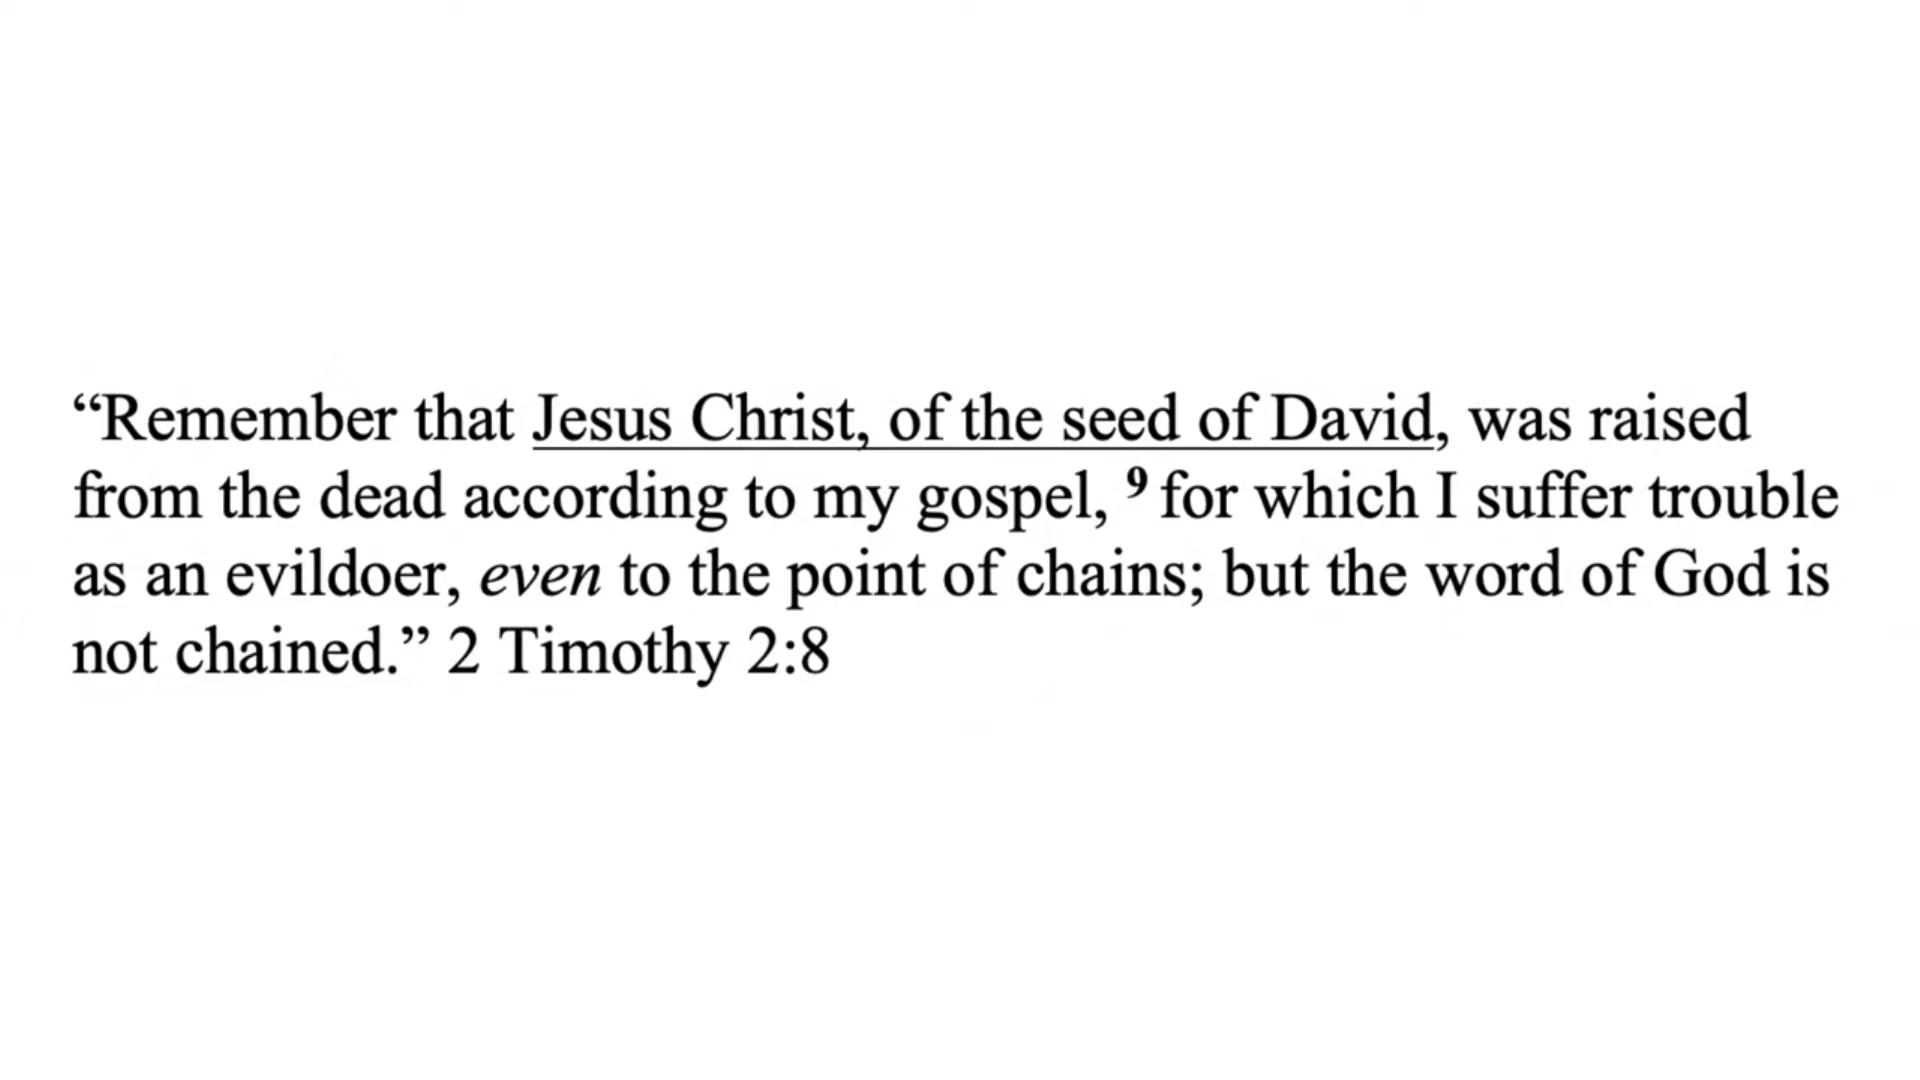 “Remember that Jesus Christ, of the seed of David, was raised
from the dead according to my gospel, ⁹ for which I suffer trouble
as an evildoer, even to the point of chains; but the word of God is
not chained.” 2 Timothy 2:8